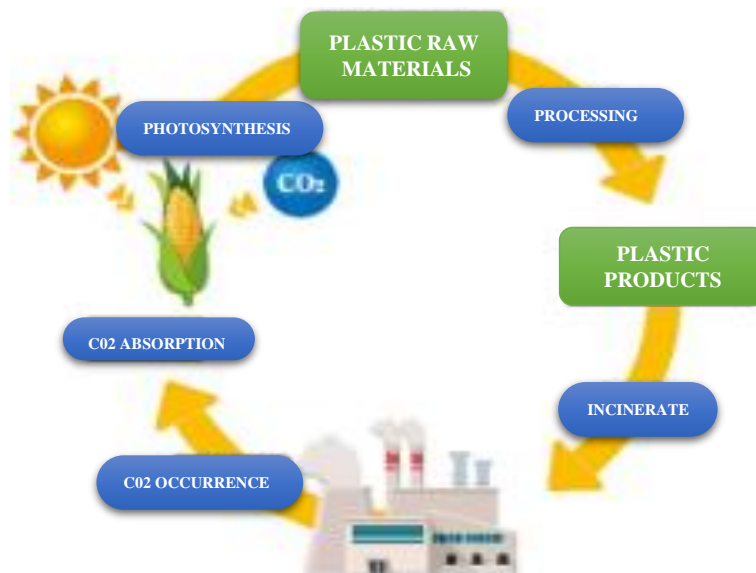 PLASTIC RAW
MATERIALS
PHOTOSYNTHESIS
PROCESSING
CO₂
PLASTIC
PRODUCTS
C02 ABSORPTION
INCINERATE
C02 OCCURRENCE